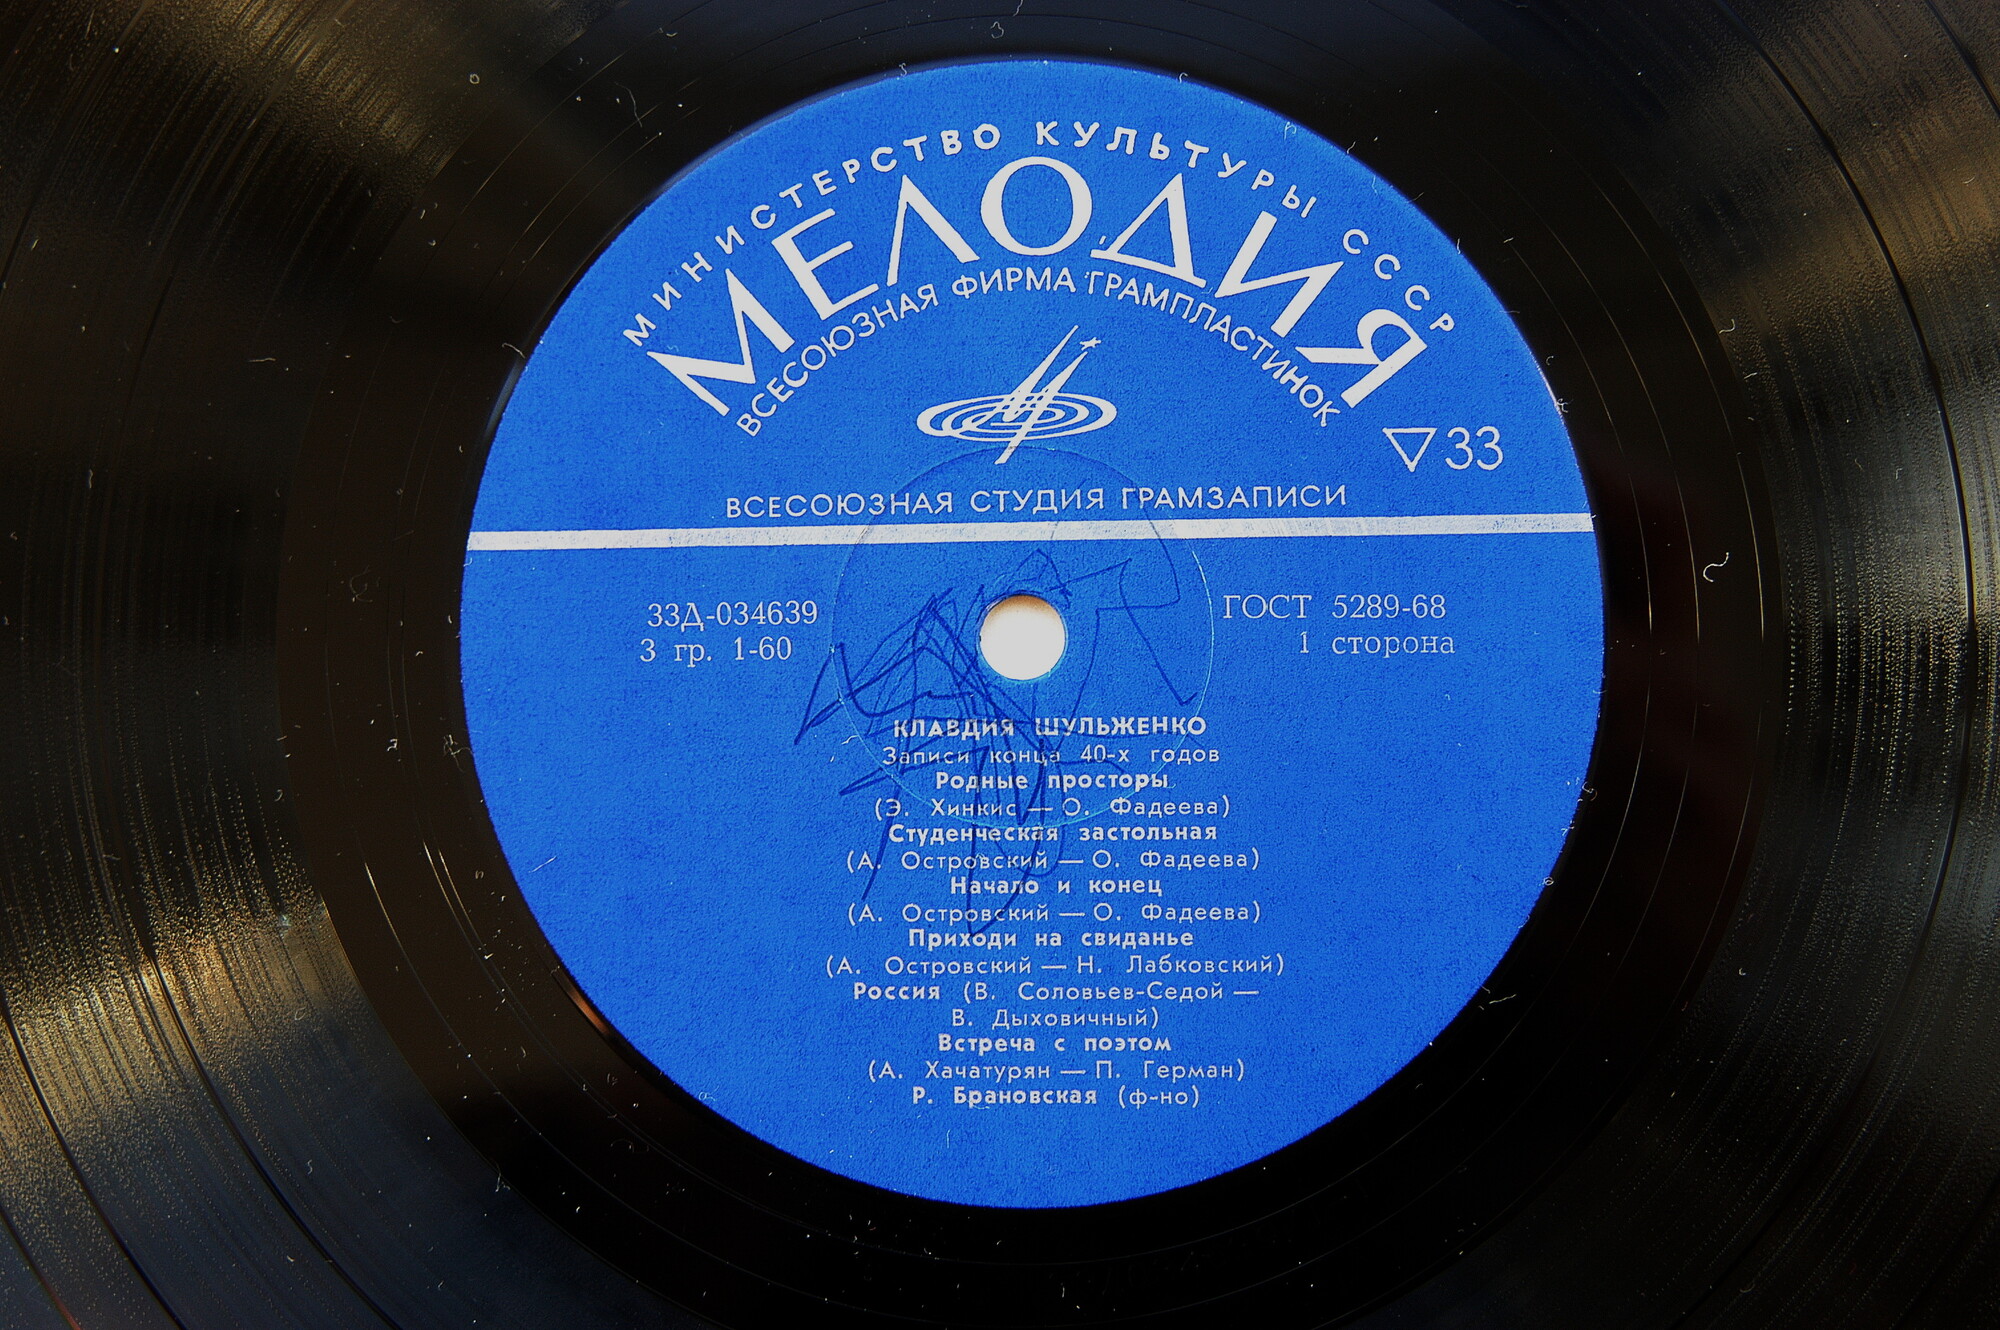 МИНИСТЕРСТВО КУЛЬТУРЫ СССР
МЕЛОДИЯ
ВСЕСОЮЗНАЯ ФИРМА ГРАМПЛАСТИНОК
33
ВСЕСОЮЗНАЯ СТУДИЯ ГРАМЗАПИСИ
33Д-034639
ГОСТ 5289-68
3 гр. 1-60
1 сторона
КЛАВДИЯ ШУЛЬЖЕНКО
Записи конца 40-х годов
Родные просторы
(Э. Хинкис — О. Фадеева)
Студенческая застольная
(А. Островский — О. Фадеева)
Начало и конец
(А. Островский — О. Фадеева)
Приходи на свиданье
(А. Островский — Н. Лабковский)
Россия (В. Соловьев-Седой —
В. Дыховичный)
Встреча с поэтом
(А. Хачатурян — П. Герман)
Р. Брановская (ф-но)